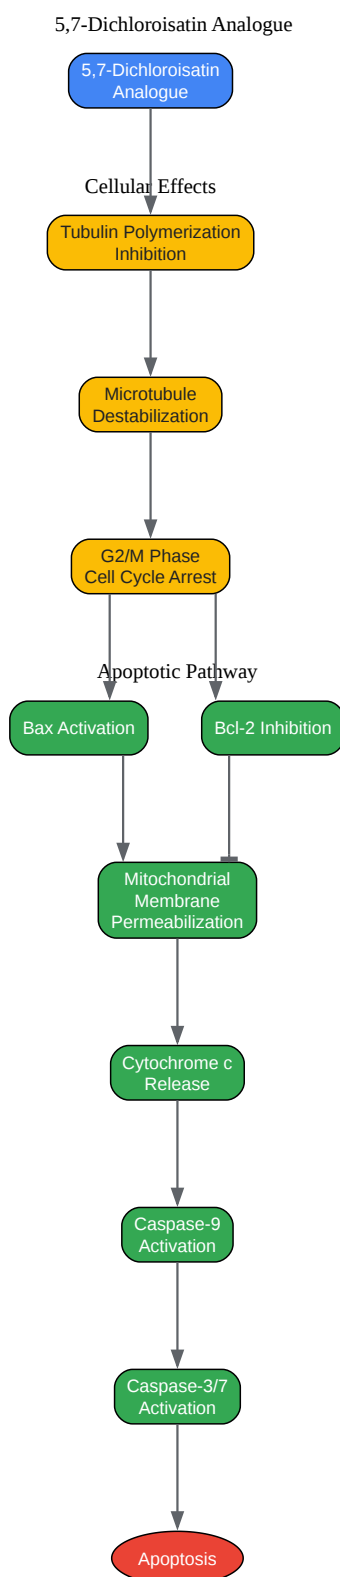 5,7-Dichloroisatin Analogue
5,7-Dichloroisatin
Analogue
Cellular Effects
Tubulin Polymerization
Inhibition
Microtubule
Destabilization
G2/M Phase
Cell Cycle Arrest
Apoptotic Pathway
Bax Activation
Bcl-2 Inhibition
Mitochondrial
Membrane
Permeabilization
Cytochrome c
Release
Caspase-9
Activation
Caspase-3/7
Activation
Apoptosis